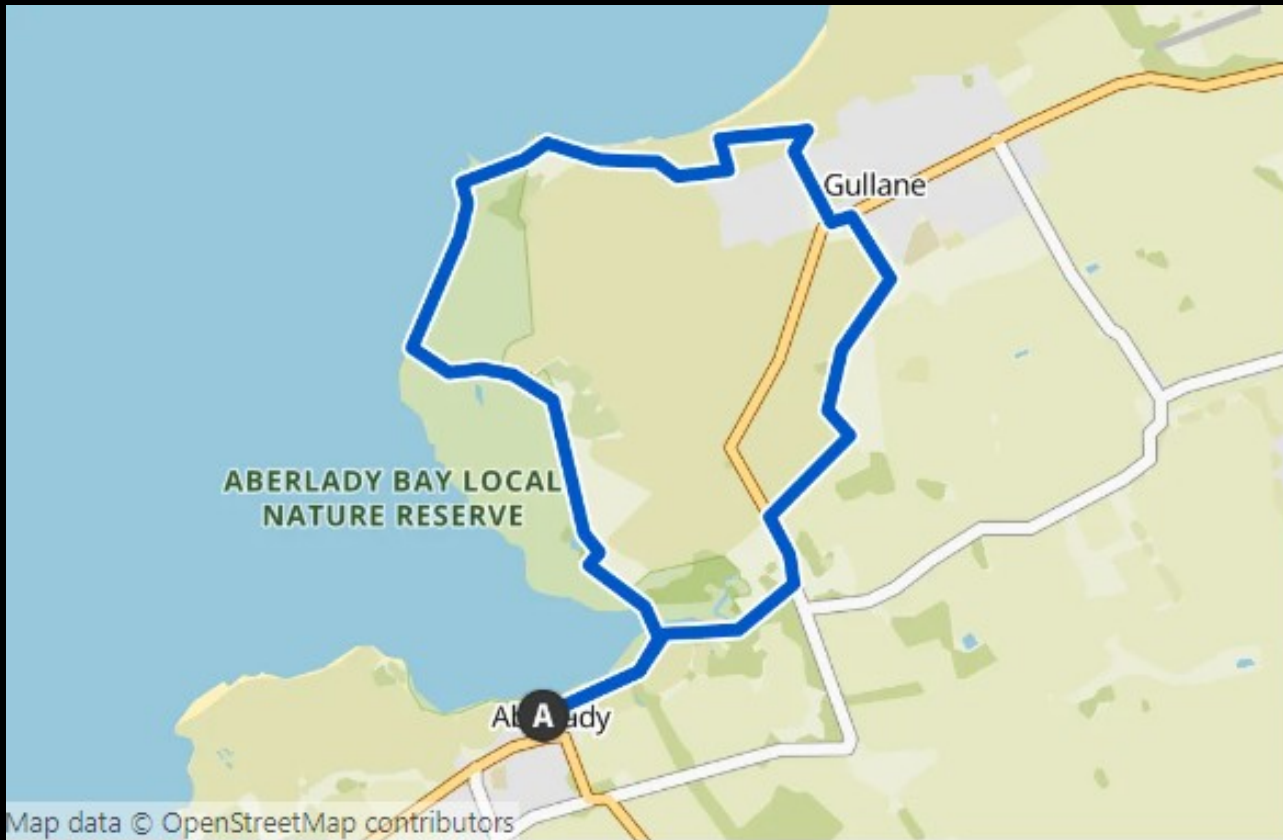 Gullane
ABERLADY BAY LOCAL
NATURE RESERVE
A
Map data © OpenStreetMap contributors